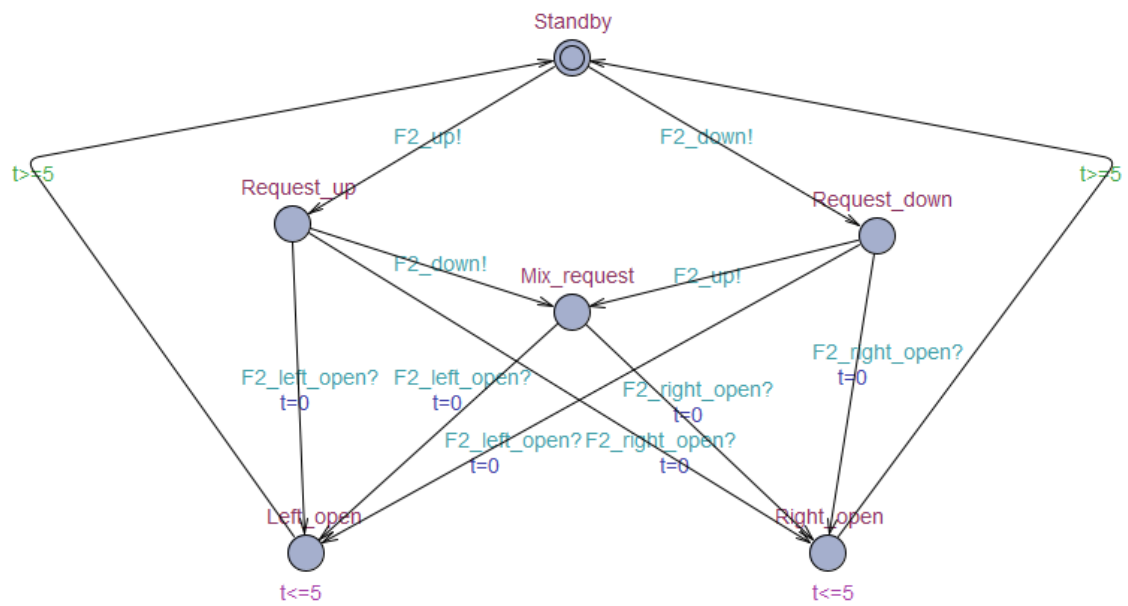 Standby
F2_up!
F2_down!
t>=5
t>=5
Request_up
Request_down
F2_down!
F2_up!
Mix_request
F2_right_open?
t=0
F2_left_open?
t=0
F2_left_open?
t=0
F2_right_open?
t=0
F2_left_open?
t=0
F2_right_open?
t=0
Left_open
Right_open
t<=5
t<=5